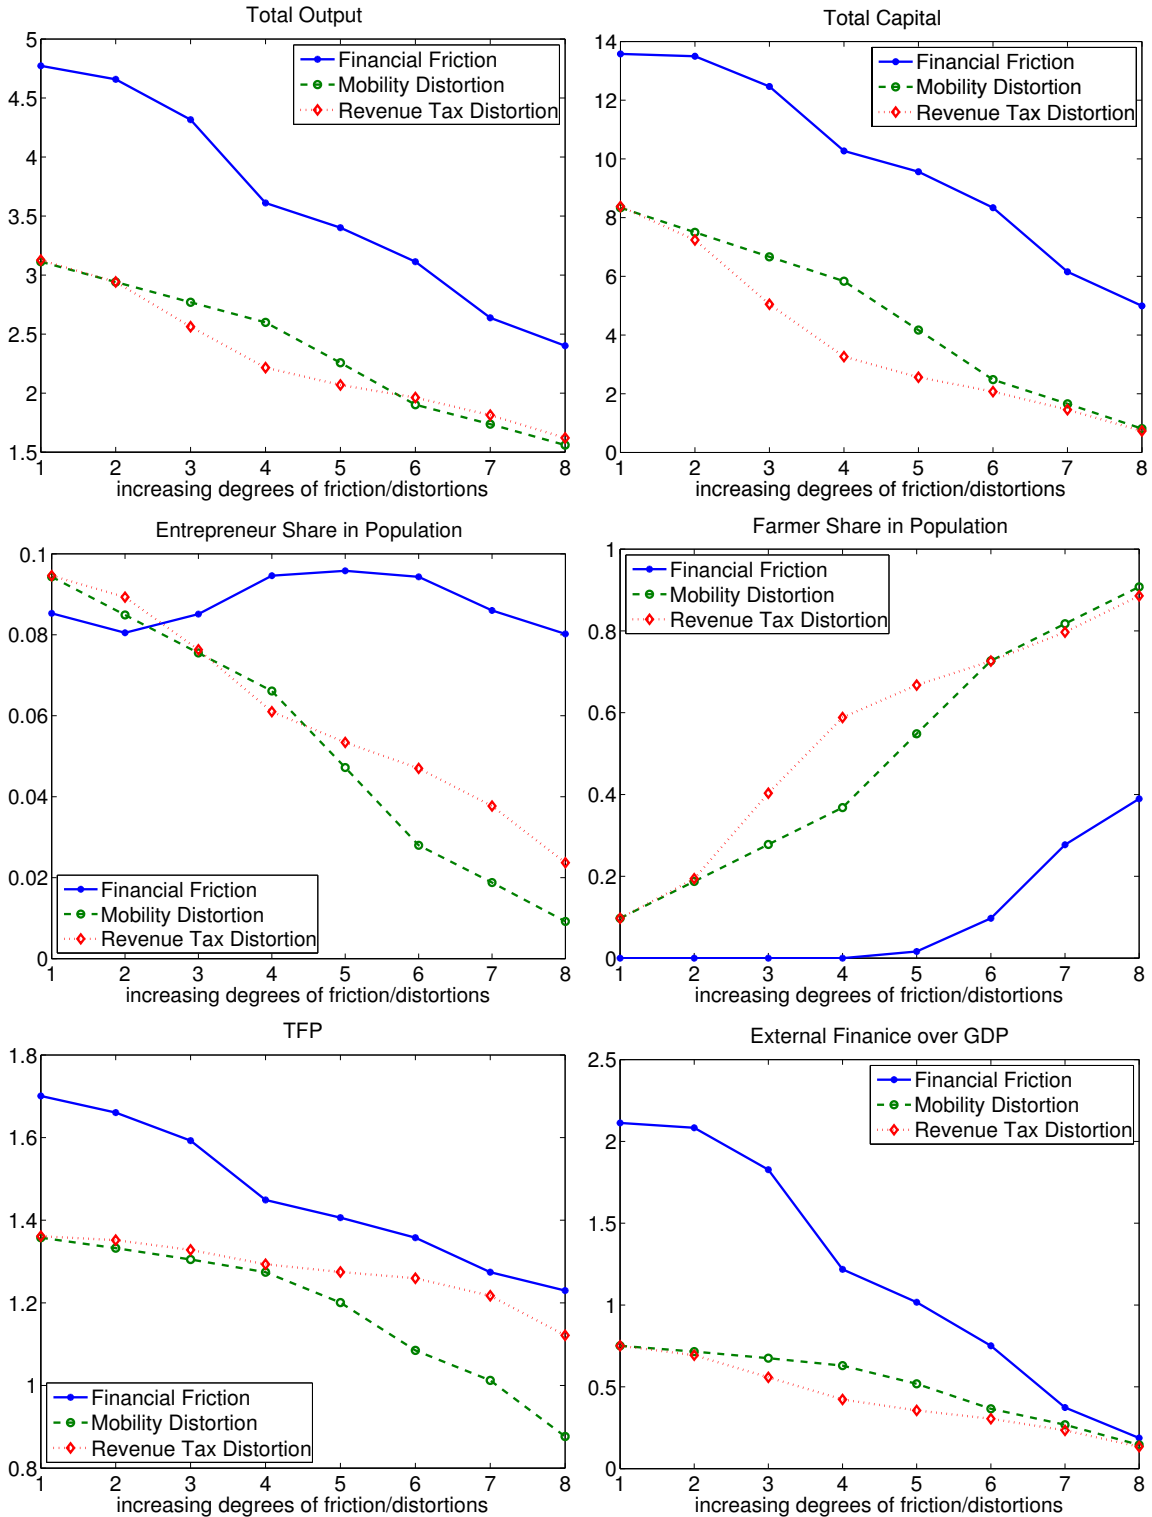 Total Output
5
4.5
4
3.5
3
2.5
2
1.5
1 2 3 4 5 6 7 8
increasing degrees of friction/distortions
Financial Friction
Mobility Distortion
Revenue Tax Distortion
Total Capital
14
12
10
8
6
4
2
0
1 2 3 4 5 6 7 8
increasing degrees of friction/distortions
Financial Friction
Mobility Distortion
Revenue Tax Distortion
Entrepreneur Share in Population
0.1
0.08
0.06
0.04
0.02
0
1 2 3 4 5 6 7 8
increasing degrees of friction/distortions
Financial Friction
Mobility Distortion
Revenue Tax Distortion
Farmer Share in Population
1
0.8
0.6
0.4
0.2
0
1 2 3 4 5 6 7 8
increasing degrees of friction/distortions
Financial Friction
Mobility Distortion
Revenue Tax Distortion
TFP
1.8
1.6
1.4
1.2
1
0.8
1 2 3 4 5 6 7 8
increasing degrees of friction/distortions
Financial Friction
Mobility Distortion
Revenue Tax Distortion
External Finanice over GDP
2.5
2
1.5
1
0.5
0
1 2 3 4 5 6 7 8
increasing degrees of friction/distortions
Financial Friction
Mobility Distortion
Revenue Tax Distortion